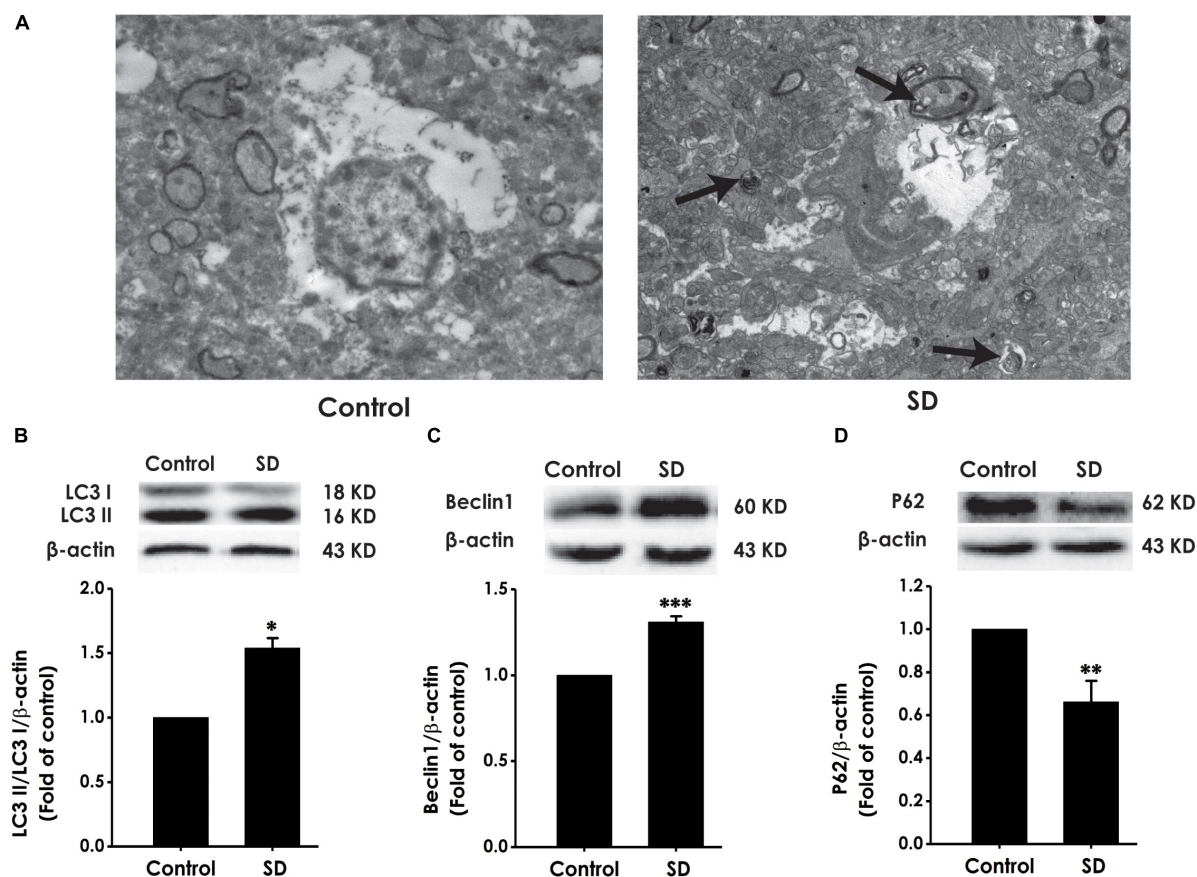 A
Control
SD
B
Control SD
LC3 I 18 KD
LC3 II 16 KD
β-actin 43 KD
2.0
1.5
1.0
0.5
0.0
LC3 II/LC3 I/β-actin
(Fold of control)
*
Control SD
C
Control SD
Beclin1 60 KD
β-actin 43 KD
1.5
1.0
0.5
0.0
Beclin1/β-actin
(Fold of control)
***
Control SD
D
Control SD
P62 62 KD
β-actin 43 KD
1.2
1.0
0.8
0.6
0.4
0.2
0.0
P62/β-actin
(Fold of control)
**
Control SD